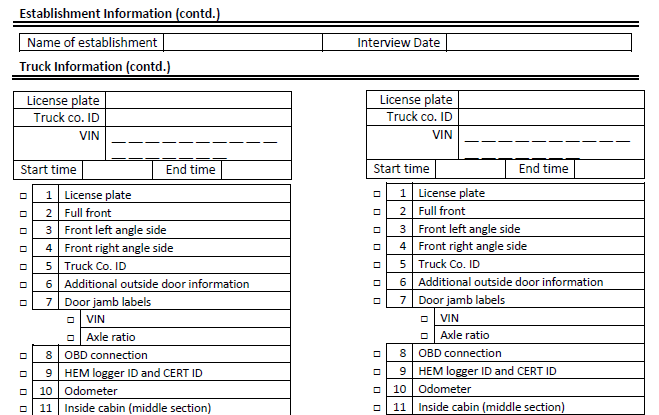 Establishment Information (contd.)
Name of establishment Interview Date
Truck Information (contd.)
License plate
Truck co. ID
VIN __ __ __ __ __ __ __ __ __ __
__ __ __ __ __ __ __
Start time End time
☐ 1 License plate
☐ 2 Full front
☐ 3 Front left angle side
☐ 4 Front right angle side
☐ 5 Truck Co. ID
☐ 6 Additional outside door information
☐ 7 Door jamb labels
☐ VIN
☐ Axle ratio
☐ 8 OBD connection
☐ 9 HEM logger ID and CERT ID
☐ 10 Odometer
☐ 11 Inside cabin (middle section)
License plate
Truck co. ID
VIN __ __ __ __ __ __ __ __ __ __
__ __ __ __ __ __ __
Start time End time
☐ 1 License plate
☐ 2 Full front
☐ 3 Front left angle side
☐ 4 Front right angle side
☐ 5 Truck Co. ID
☐ 6 Additional outside door information
☐ 7 Door jamb labels
☐ VIN
☐ Axle ratio
☐ 8 OBD connection
☐ 9 HEM logger ID and CERT ID
☐ 10 Odometer
☐ 11 Inside cabin (middle section)